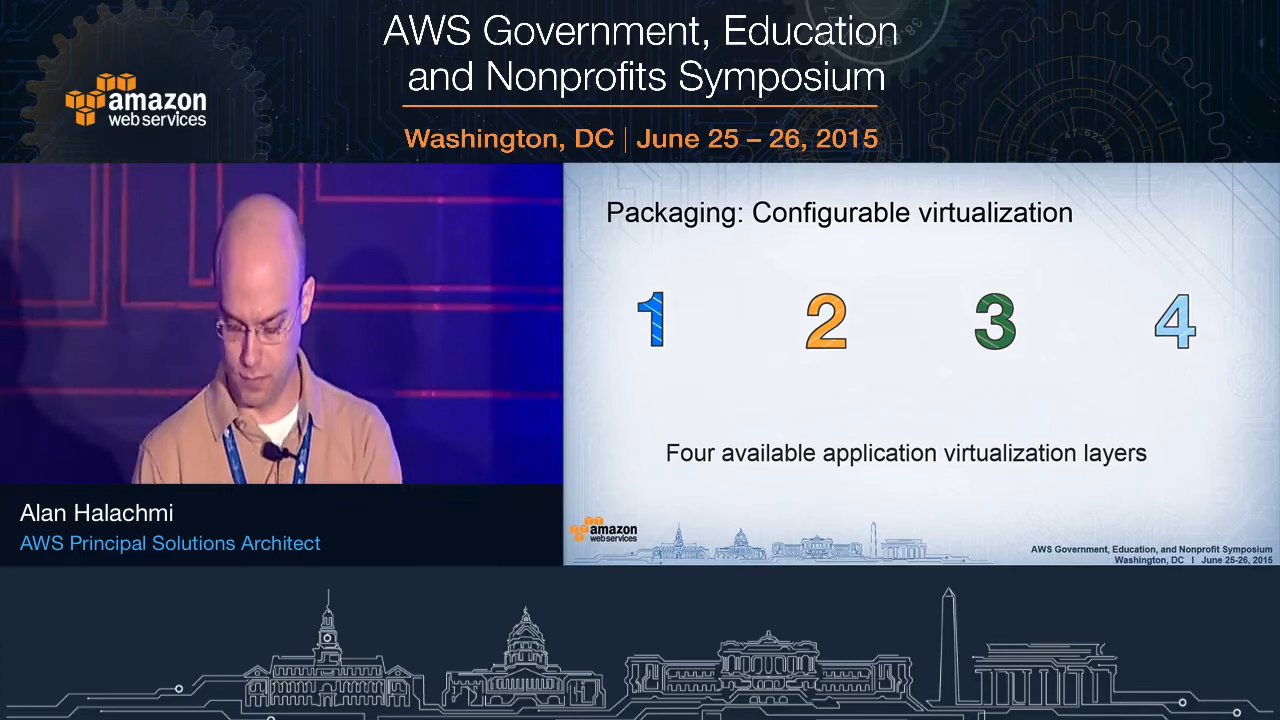 AWS Government, Education
and Nonprofits Symposium
amazon
web services
Washington, DC | June 25 – 26, 2015
Packaging: Configurable virtualization
1 2 3 4
Four available application virtualization layers
amazon
web services
AWS Government, Education, and Nonprofit Symposium
Washington, DC | June 25-26, 2015
Alan Halachmi
AWS Principal Solutions Architect